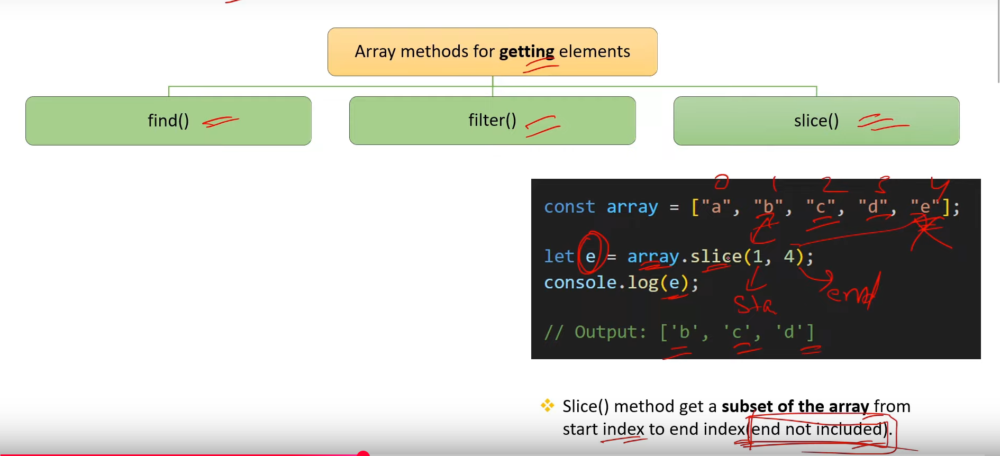 Array methods for getting elements
find()
filter()
slice()
0 1 2 3 4
const array = ["a", "b", "c", "d", "e"];
let e = array.slice(1, 4);
console.log(e);
end
Sta
// Output: ['b', 'c', 'd']
Slice() method get a subset of the array from
start index to end index(end not included).